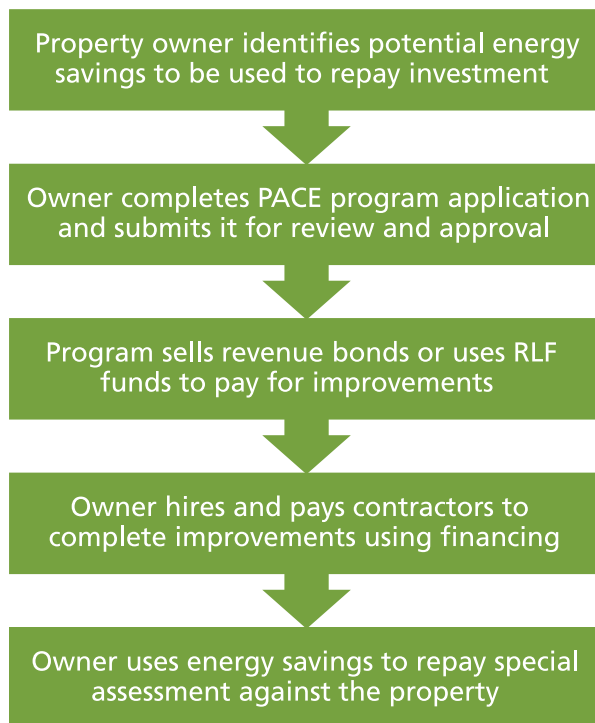 Property owner identifies potential energy
savings to be used to repay investment
Owner completes PACE program application
and submits it for review and approval
Program sells revenue bonds or uses RLF
funds to pay for improvements
Owner hires and pays contractors to
complete improvements using financing
Owner uses energy savings to repay special
assessment against the property